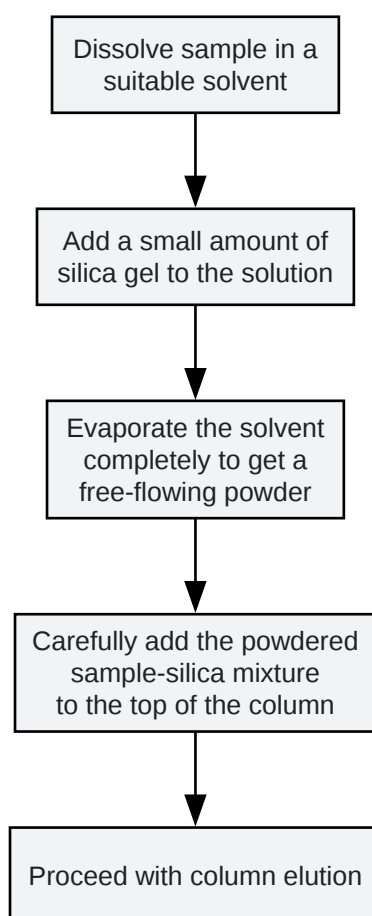 Dissolve sample in a
suitable solvent
Add a small amount of
silica gel to the solution
Evaporate the solvent
completely to get a
free-flowing powder
Carefully add the powdered
sample-silica mixture
to the top of the column
Proceed with column elution